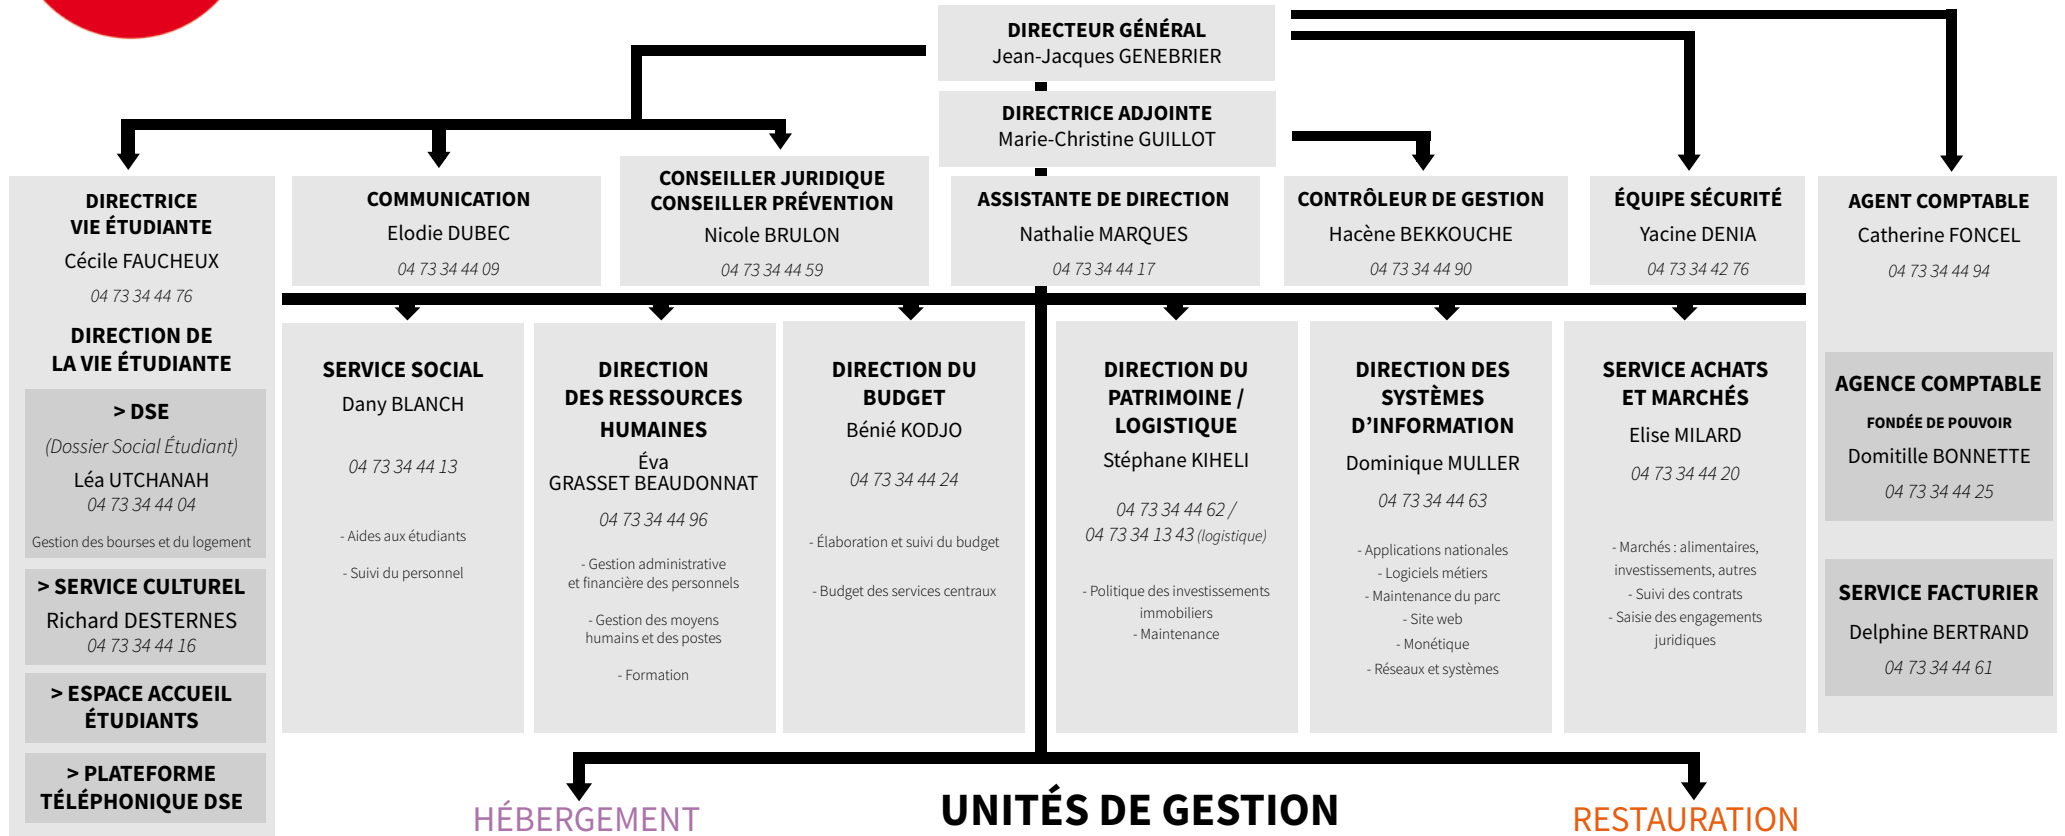 DIRECTEUR GÉNÉRAL
Jean-Jacques GENEBRIER
DIRECTRICE ADJOINTE
Marie-Christine GUILLOT
DIRECTRICE
VIE ÉTUDIANTE
Cécile FAUCHEUX
04 73 34 44 76
DIRECTION DE
LA VIE ÉTUDIANTE
> DSE
(Dossier Social Étudiant)
Léa UTCHANAH
04 73 34 44 04
Gestion des bourses et du logement
> SERVICE CULTUREL
Richard DESTERNES
04 73 34 44 16
> ESPACE ACCUEIL
ÉTUDIANTS
> PLATEFORME
TÉLÉPHONIQUE DSE
COMMUNICATION
Elodie DUBEC
04 73 34 44 09
CONSEILLER JURIDIQUE
CONSEILLER PRÉVENTION
Nicole BRULON
04 73 34 44 59
ASSISTANTE DE DIRECTION
Nathalie MARQUES
04 73 34 44 17
CONTRÔLEUR DE GESTION
Hacène BEKKOUCHE
04 73 34 44 90
ÉQUIPE SÉCURITÉ
Yacine DENIA
04 73 34 42 76
AGENT COMPTABLE
Catherine FONCEL
04 73 34 44 94
AGENCE COMPTABLE
FONDÉE DE POUVOIR
Domitille BONNETTE
04 73 34 44 25
SERVICE FACTURIER
Delphine BERTRAND
04 73 34 44 61
SERVICE SOCIAL
Dany BLANCH
04 73 34 44 13
- Aides aux étudiants
- Suivi du personnel
DIRECTION
DES RESSOURCES
HUMAINES
Éva
GRASSET BEAUDONNAT
04 73 34 44 96
- Gestion administrative
et financière des personnels
- Gestion des moyens
humains et des postes
- Formation
DIRECTION DU
BUDGET
Bénié KODJO
04 73 34 44 24
- Élaboration et suivi du budget
- Budget des services centraux
DIRECTION DU
PATRIMOINE /
LOGISTIQUE
Stéphane KIHELI
04 73 34 44 62 /
04 73 34 13 43 (logistique)
- Politique des investissements
immobiliers
- Maintenance
DIRECTION DES
SYSTÈMES
D'INFORMATION
Dominique MULLER
04 73 34 44 63
- Applications nationales
- Logiciels métiers
- Maintenance du parc
- Site web
- Monétique
- Réseaux et systèmes
SERVICE ACHATS
ET MARCHÉS
Elise MILARD
04 73 34 44 20
- Marchés : alimentaires,
investissements, autres
- Suivi des contrats
- Saisie des engagements
juridiques
HÉBERGEMENT
UNITÉS DE GESTION
RESTAURATION